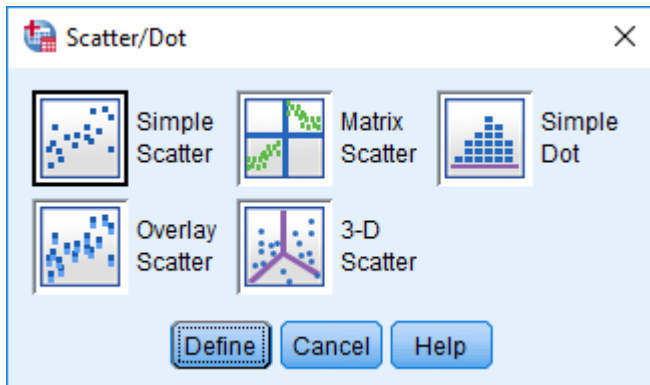 Scatter/Dot
Simple
Scatter
Matrix
Scatter
Simple
Dot
Overlay
Scatter
3-D
Scatter
Define
Cancel
Help